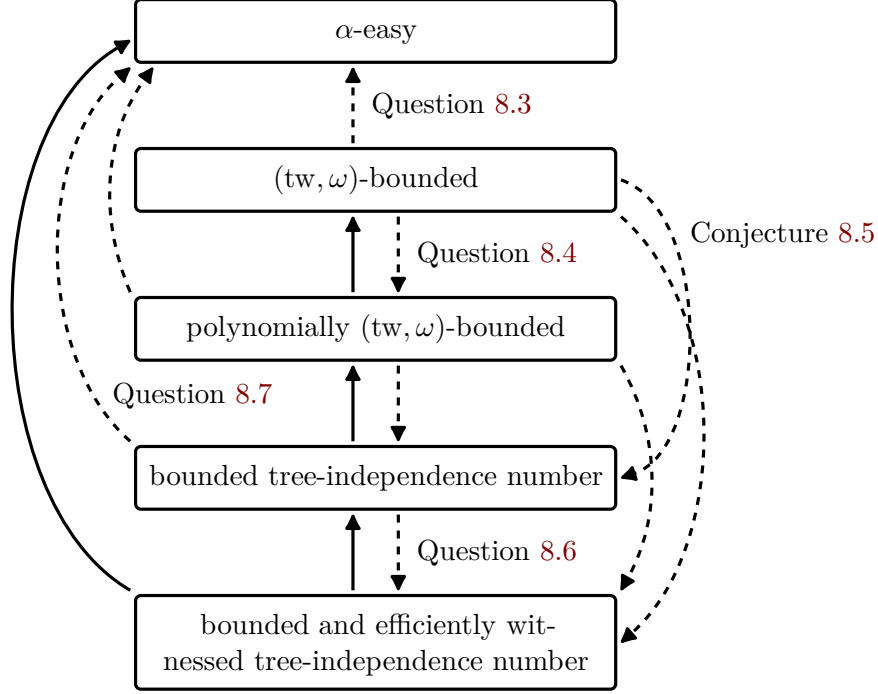 α-easy
Question 8.3
(tw, ω)-bounded
Conjecture 8.5
Question 8.4
polynomially (tw, ω)-bounded
Question 8.7
bounded tree-independence number
Question 8.6
bounded and efficiently wit-
nessed tree-independence number